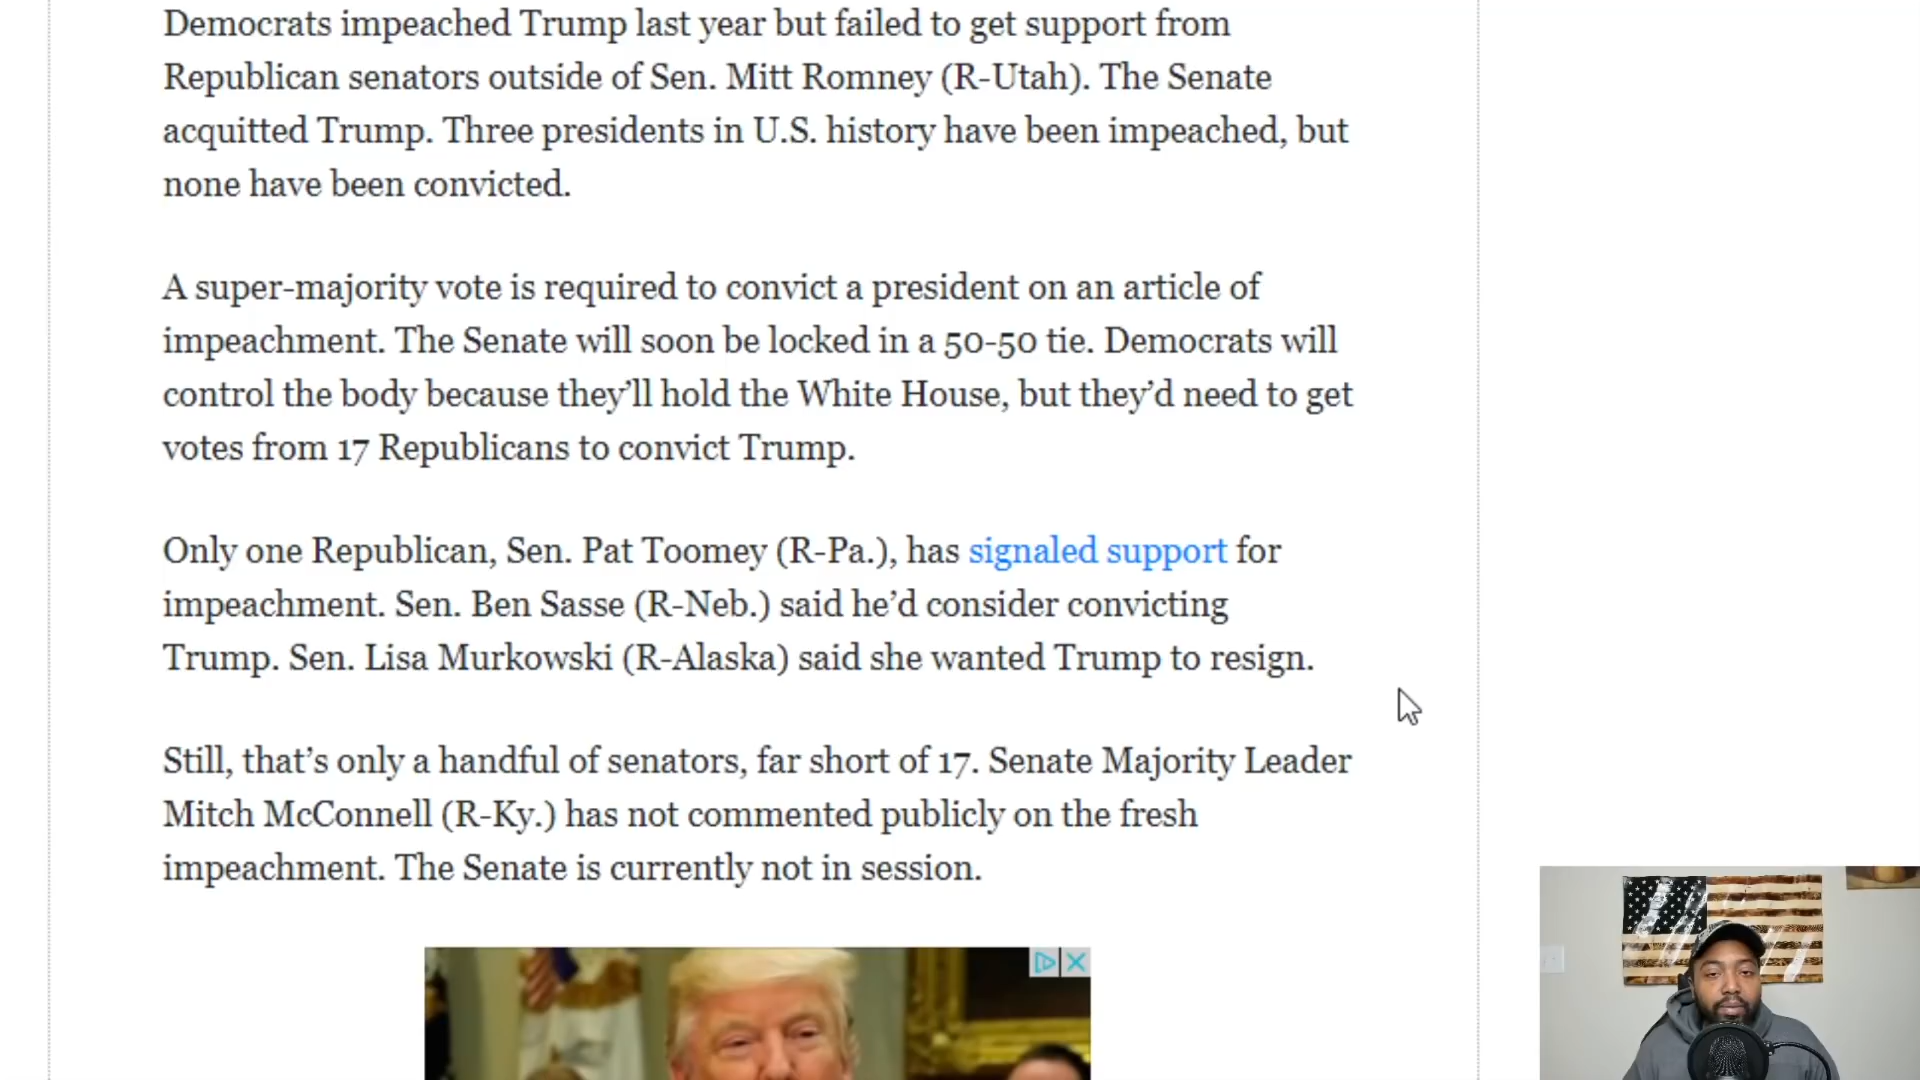 Democrats impeached Trump last year but failed to get support from
Republican senators outside of Sen. Mitt Romney (R-Utah). The Senate
acquitted Trump. Three presidents in U.S. history have been impeached, but
none have been convicted.
A super-majority vote is required to convict a president on an article of
impeachment. The Senate will soon be locked in a 50-50 tie. Democrats will
control the body because they’ll hold the White House, but they’d need to get
votes from 17 Republicans to convict Trump.
Only one Republican, Sen. Pat Toomey (R-Pa.), has signaled support for
impeachment. Sen. Ben Sasse (R-Neb.) said he’d consider convicting
Trump. Sen. Lisa Murkowski (R-Alaska) said she wanted Trump to resign.
Still, that’s only a handful of senators, far short of 17. Senate Majority Leader
Mitch McConnell (R-Ky.) has not commented publicly on the fresh
impeachment. The Senate is currently not in session.